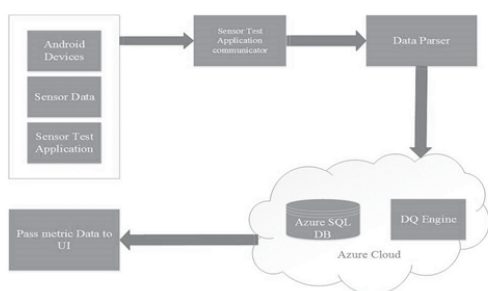 Android
Devices
Sensor Data
Sensor Test
Application
Sensor Test
Application
communicator
Data Parser
Azure SQL
DB
DQ Engine
Azure Cloud
Pass metric Data to
UI